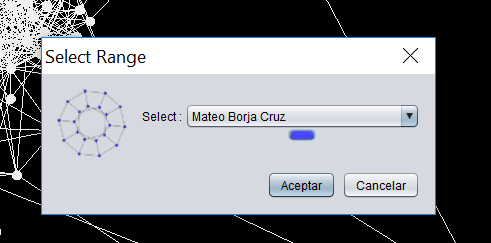 Select Range
Select : Mateo Borja Cruz
Aceptar Cancelar